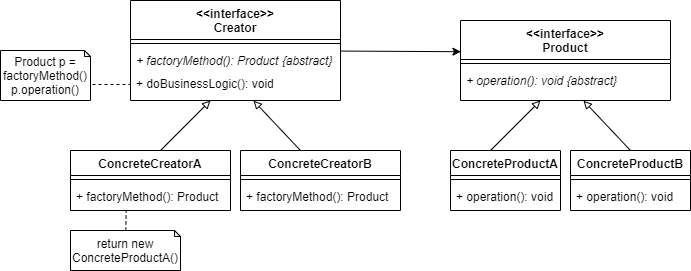 <<interface>>
Creator
+ factoryMethod(): Product {abstract}
+ doBusinessLogic(): void
Product p =
factoryMethod()
p.operation()
<<interface>>
Product
+ operation(): void {abstract}
ConcreteCreatorA
+ factoryMethod(): Product
ConcreteCreatorB
+ factoryMethod(): Product
ConcreteProductA
+ operation(): void
ConcreteProductB
+ operation(): void
return new
ConcreteProductA()